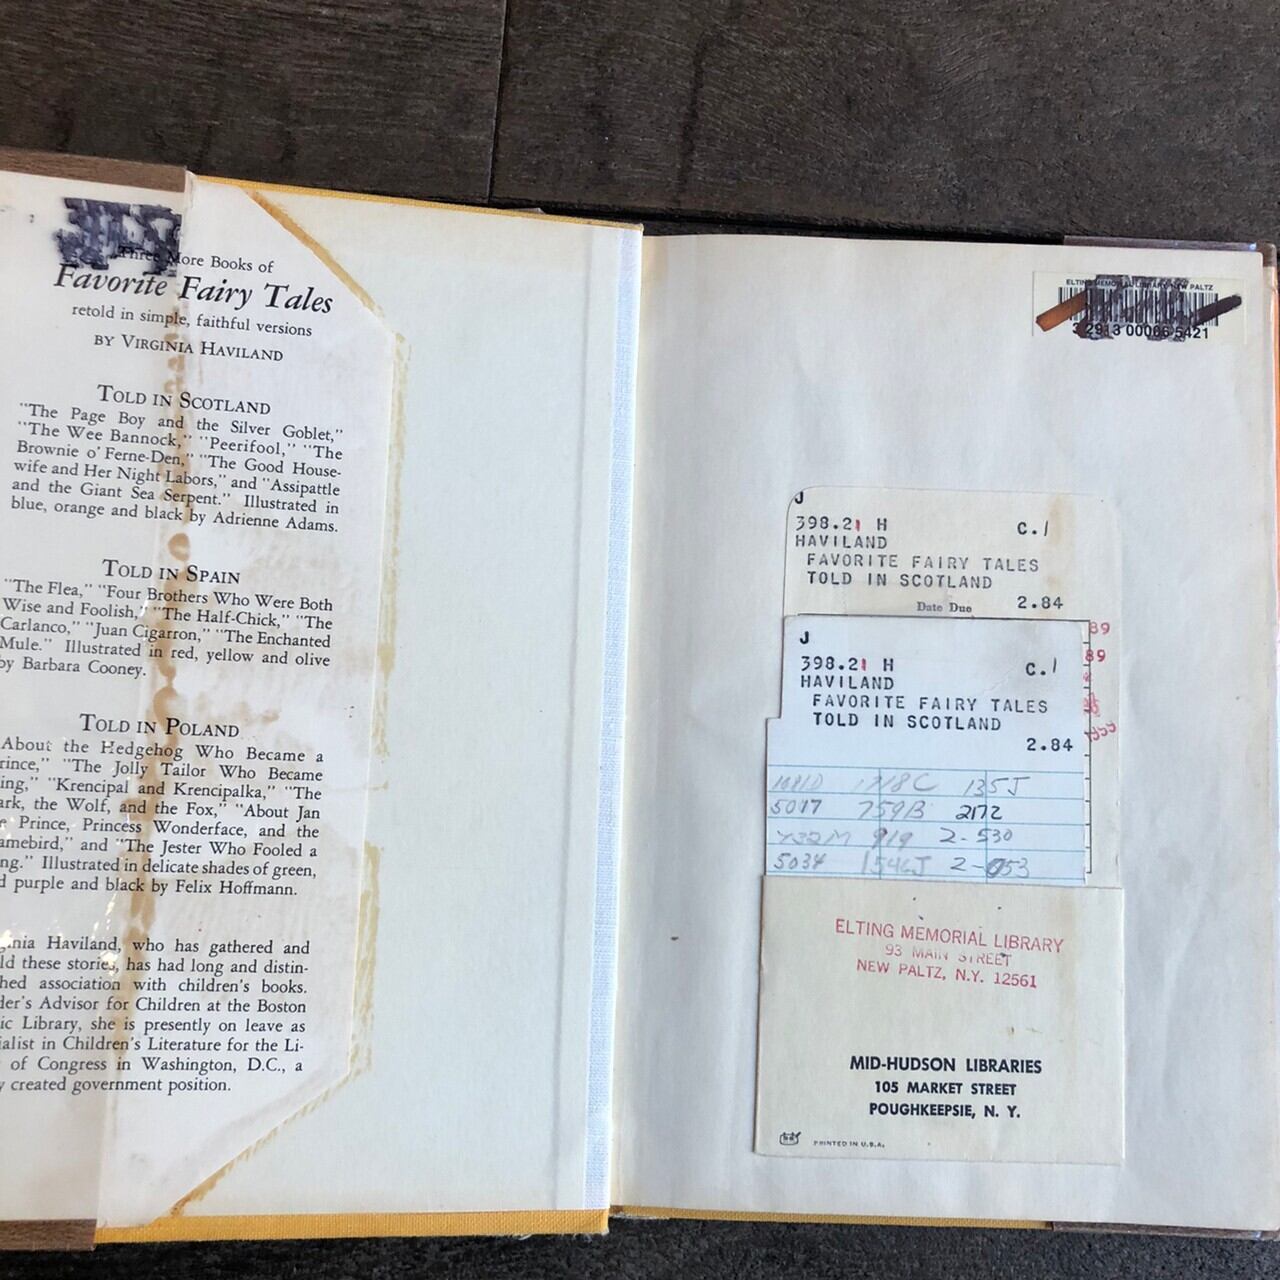 Three More Books of
Favorite Fairy Tales
retold in simple, faithful versions
BY VIRGINIA HAVILAND
TOLD IN SCOTLAND
"The Page Boy and the Silver Goblet,"
"The Wee Bannock," "Peerifool," "The
Brownie o' Ferne-Den," "The Good House-
wife and Her Night Labors," and "Assipattle
and the Giant Sea Serpent." Illustrated in
blue, orange and black by Adrienne Adams.
TOLD IN SPAIN
"The Flea," "Four Brothers Who Were Both
Wise and Foolish," "The Half-Chick," "The
Carlanco," "Juan Cigarron," "The Enchanted
Mule." Illustrated in red, yellow and olive
by Barbara Cooney.
TOLD IN POLAND
About the Hedgehog Who Became a
"The Jolly Tailor Who Became
"Krencipal and Krencipalka," "The
the Wolf, and the Fox," "About Jan
Prince, Princess Wonderface, and the
and "The Jester Who Fooled a
Illustrated in delicate shades of green,
purple and black by Felix Hoffmann.
Haviland, who has gathered and
these stories, has had long and distin-
association with children's books.
Advisor for Children at the Boston
Library, she is presently on leave as
in Children's Literature for the Li-
of Congress in Washington, D.C., a
created government position.
ELTING MEMORIAL LIBRARY NEW PALTZ
3 2913 00066 5421
J
398.21 H c.1
HAVILAND
FAVORITE FAIRY TALES
TOLD IN SCOTLAND
2.84
Date Due
89
89
J
398.21 H c.1
HAVILAND
FAVORITE FAIRY TALES
TOLD IN SCOTLAND
2.84
1718C 135J
5017 759B 2172
919 2-530
5034 1546J 2-053
ELTING MEMORIAL LIBRARY
93 MAIN STREET
NEW PALTZ, N.Y. 12561
MID-HUDSON LIBRARIES
105 MARKET STREET
POUGHKEEPSIE, N. Y.
PRINTED IN U.S.A.